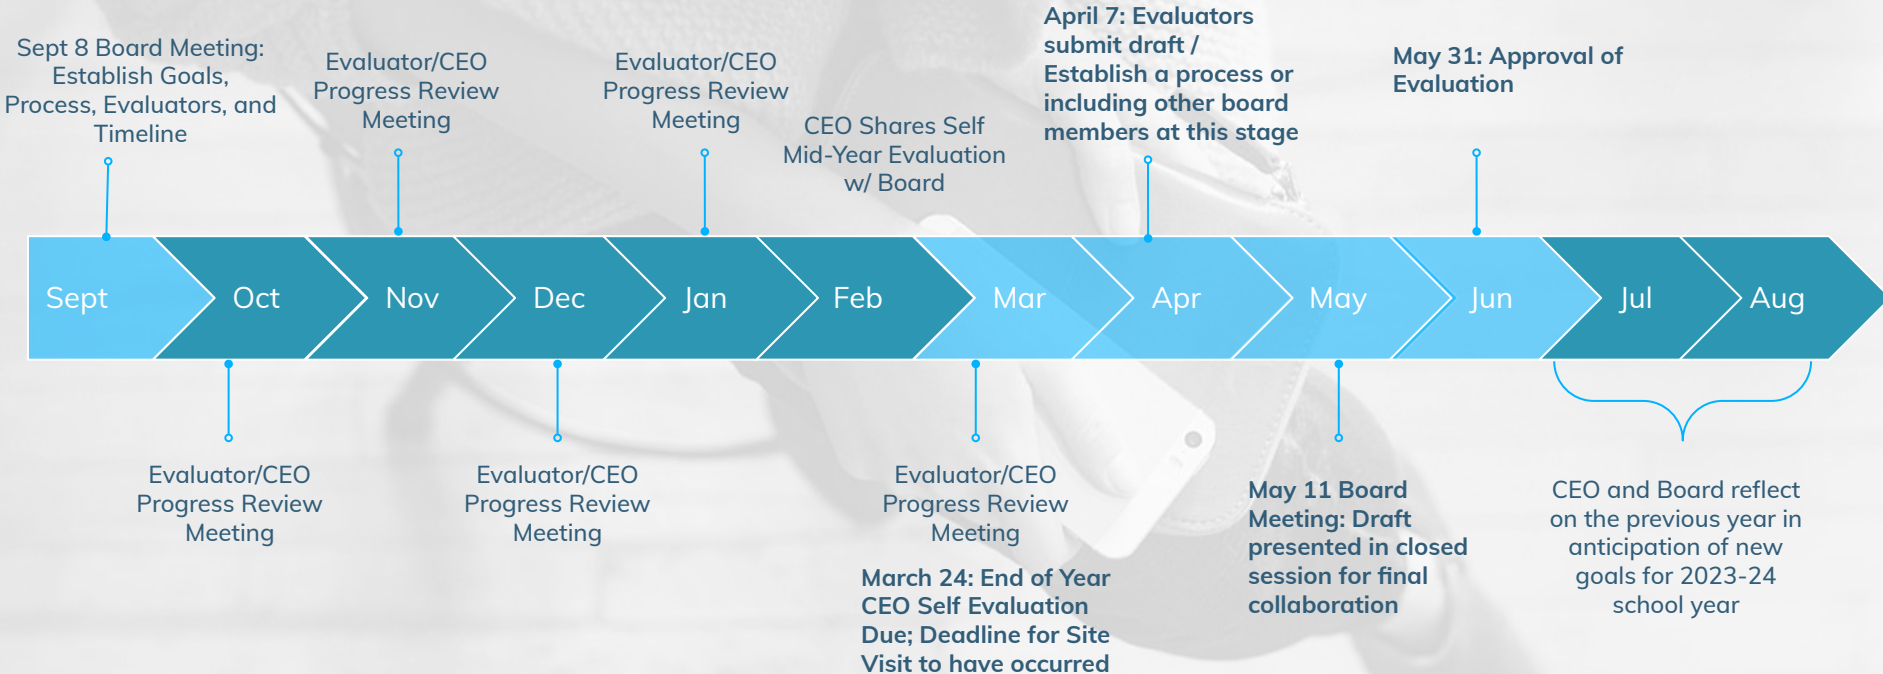 Sept 8 Board Meeting:
Establish Goals,
Process, Evaluators, and
Timeline
Evaluator/CEO
Progress Review
Meeting
Evaluator/CEO
Progress Review
Meeting
CEO Shares Self
Mid-Year Evaluation
w/ Board
April 7: Evaluators
submit draft /
Establish a process or
including other board
members at this stage
May 31: Approval of
Evaluation
Sept
Oct
Nov
Dec
Jan
Feb
Mar
Apr
May
Jun
Jul
Aug
Evaluator/CEO
Progress Review
Meeting
Evaluator/CEO
Progress Review
Meeting
Evaluator/CEO
Progress Review
Meeting
March 24: End of Year
CEO Self Evaluation
Due; Deadline for Site
Visit to have occurred
May 11 Board
Meeting: Draft
presented in closed
session for final
collaboration
CEO and Board reflect
on the previous year in
anticipation of new
goals for 2023-24
school year